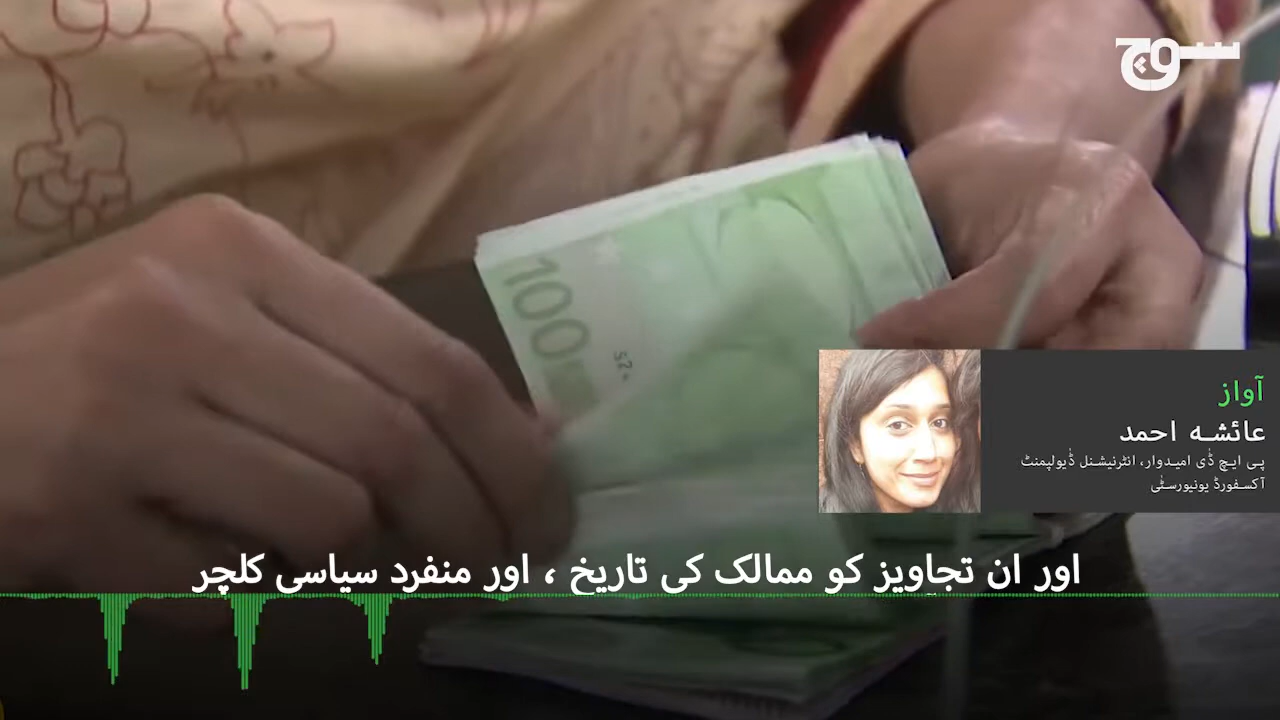 سوچ
100
آواز
عائشہ احمد
پی ایچ ڈی امیدوار، انٹرنیشنل ڈیولپمنٹ
آکسفورڈ یونیورسٹی
اور ان تجاویز کو ممالک کی تاریخ ، اور منفرد سیاسی کلچر